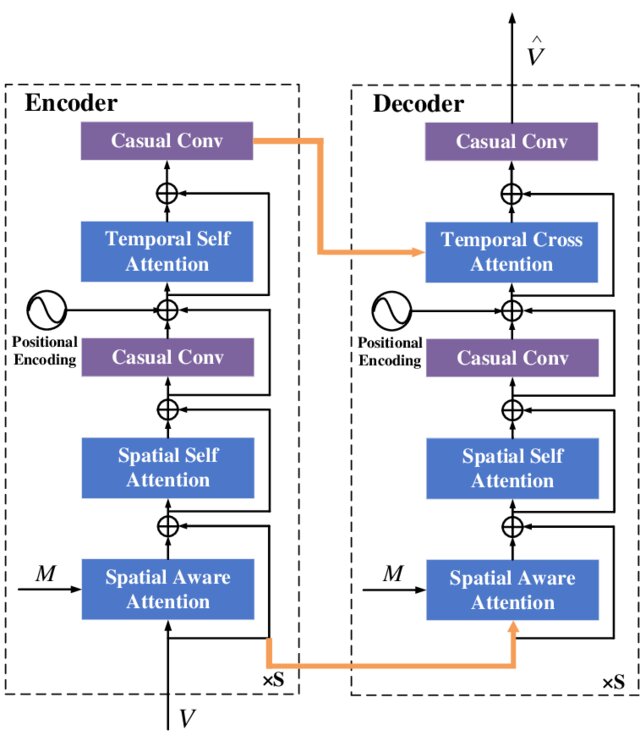 V̂
Encoder
Decoder
Casual Conv
Casual Conv
Temporal Self
Attention
Temporal Cross
Attention
Positional
Encoding
Positional
Encoding
Casual Conv
Casual Conv
Spatial Self
Attention
Spatial Self
Attention
M
Spatial Aware
Attention
M
Spatial Aware
Attention
×S
×S
V